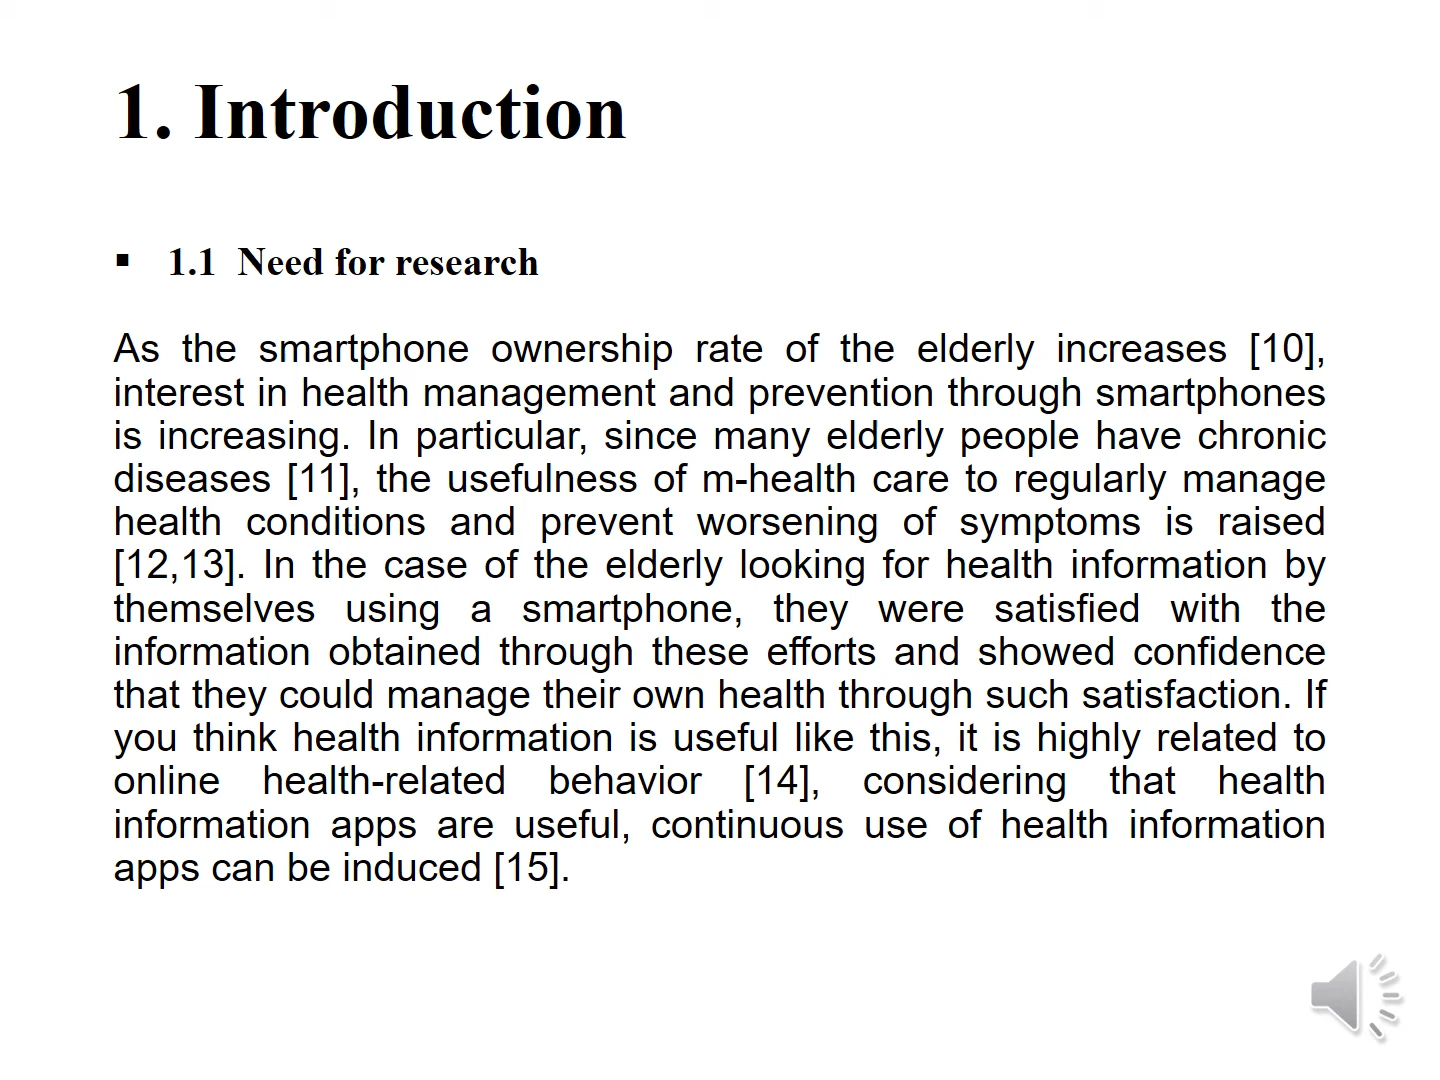 1. Introduction
▪ 1.1 Need for research
As the smartphone ownership rate of the elderly increases [10],
interest in health management and prevention through smartphones
is increasing. In particular, since many elderly people have chronic
diseases [11], the usefulness of m-health care to regularly manage
health conditions and prevent worsening of symptoms is raised
[12,13]. In the case of the elderly looking for health information by
themselves using a smartphone, they were satisfied with the
information obtained through these efforts and showed confidence
that they could manage their own health through such satisfaction. If
you think health information is useful like this, it is highly related to
online health-related behavior [14], considering that health
information apps are useful, continuous use of health information
apps can be induced [15].